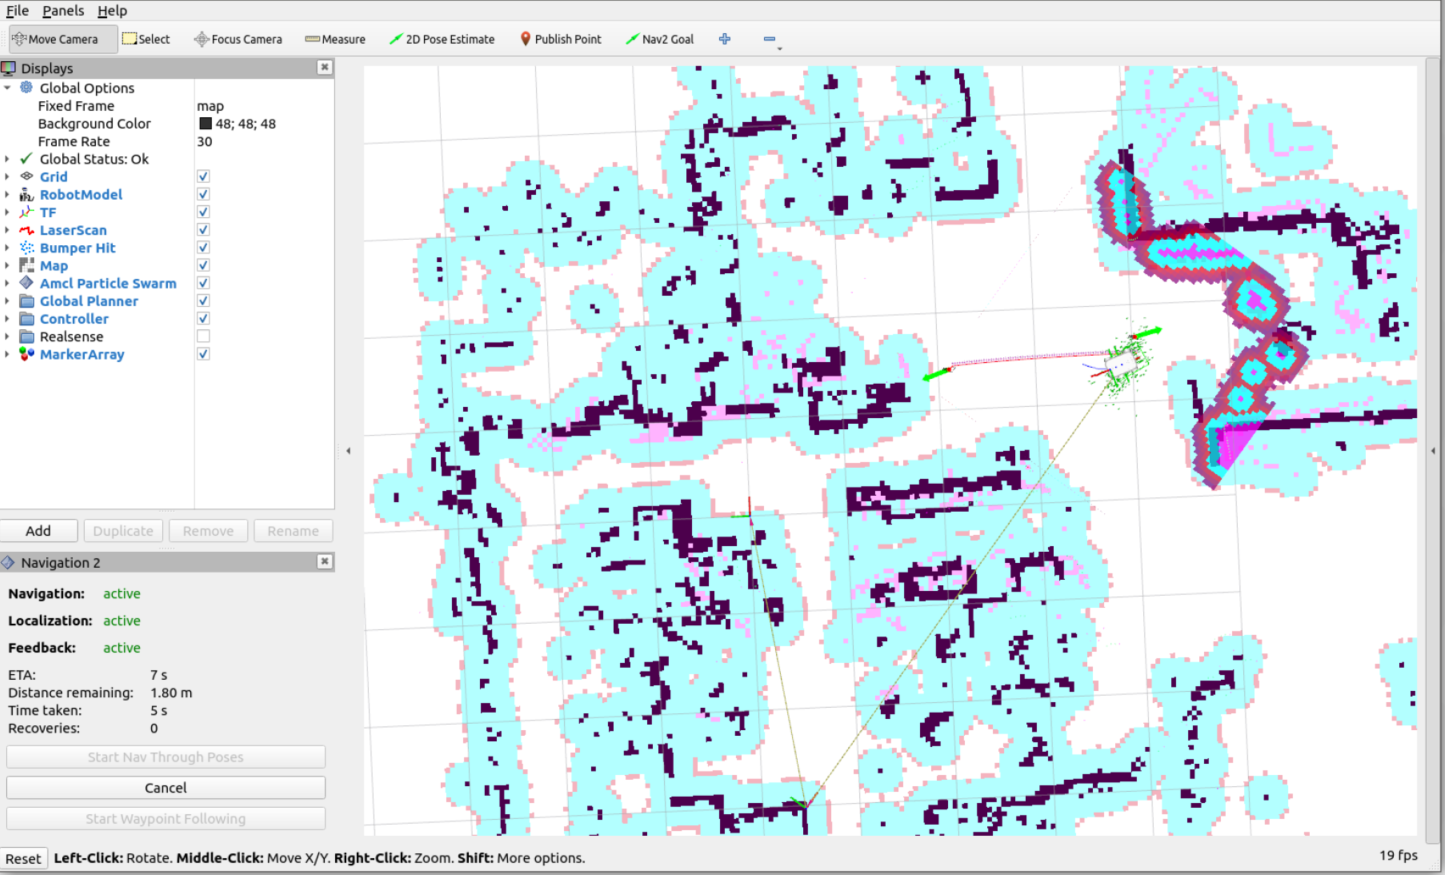 File Panels Help
Move Camera Select Focus Camera Measure 2D Pose Estimate Publish Point Nav2 Goal
Displays
Global Options
Fixed Frame map
Background Color 48; 48; 48
Frame Rate 30
Global Status: Ok
Grid
RobotModel
TF
LaserScan
Bumper Hit
Map
Amcl Particle Swarm
Global Planner
Controller
Realsense
MarkerArray
Add Duplicate Remove Rename
Navigation 2
Navigation: active
Localization: active
Feedback: active
ETA: 7 s
Distance remaining: 1.80 m
Time taken: 5 s
Recoveries: 0
Start Nav Through Poses
Cancel
Start Waypoint Following
Reset Left-Click: Rotate. Middle-Click: Move X/Y. Right-Click: Zoom. Shift: More options. 19 fps